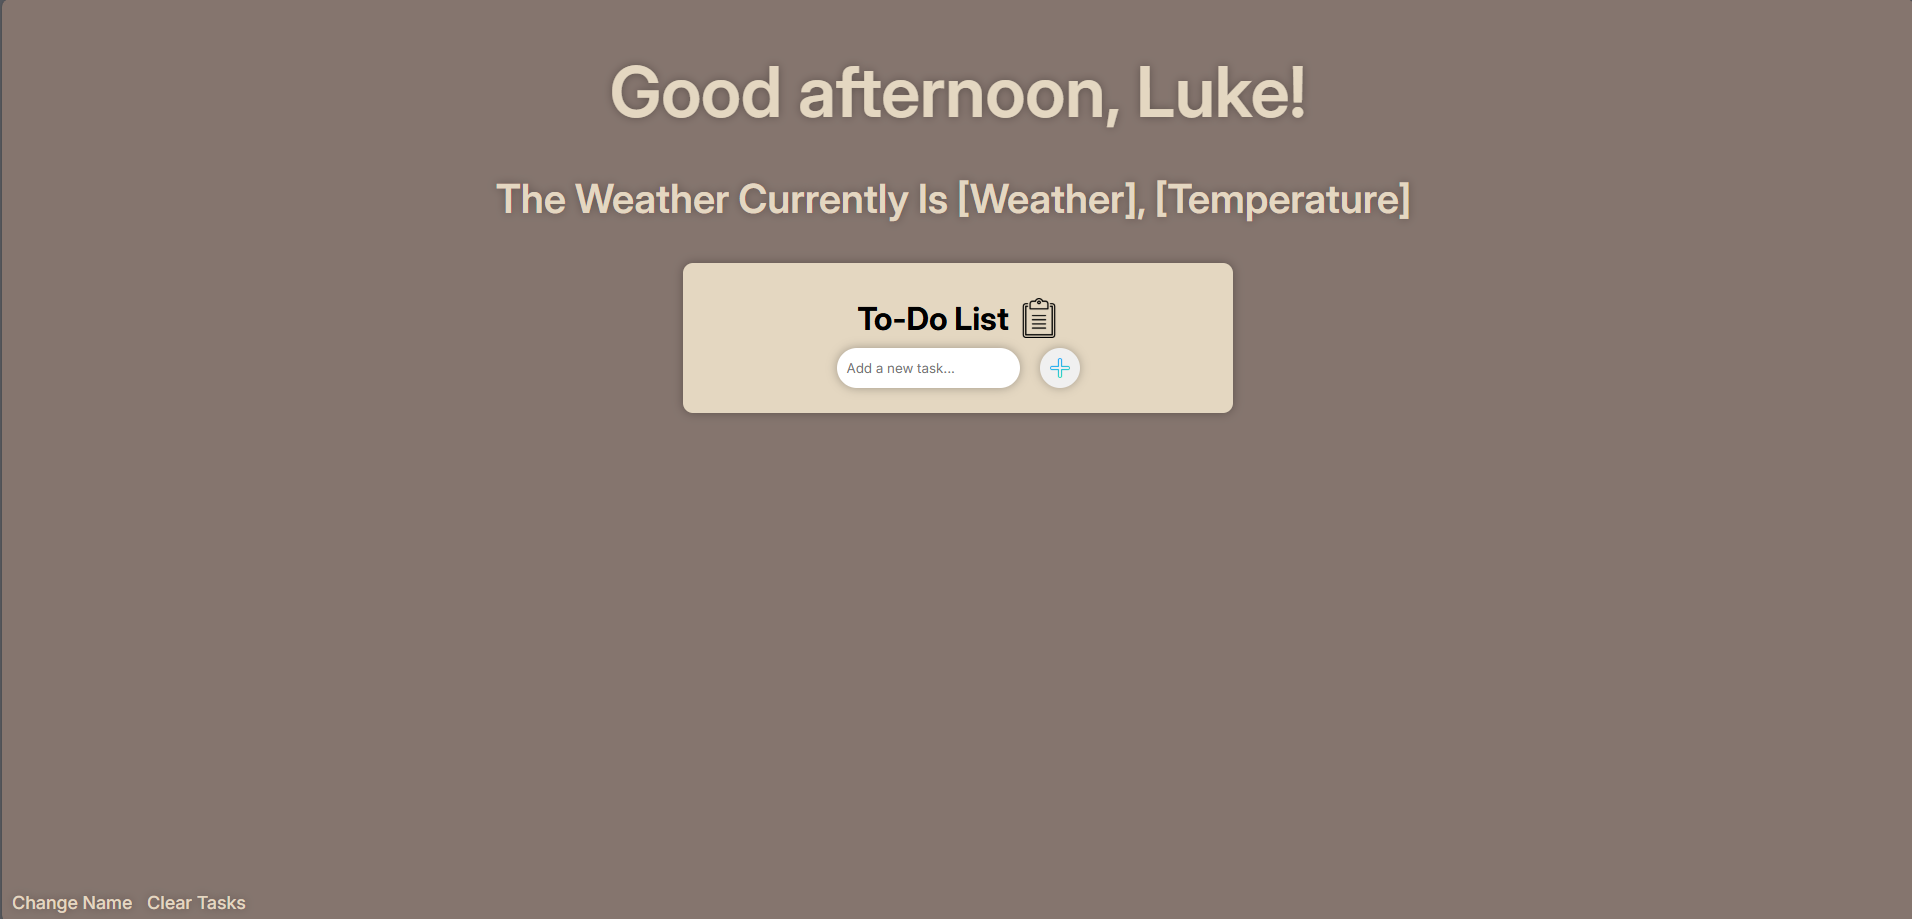 Good afternoon, Luke!
The Weather Currently Is [Weather], [Temperature]
To-Do List
Add a new task...
Change Name Clear Tasks